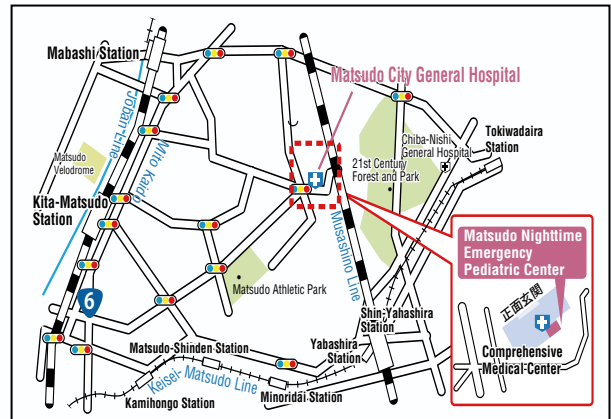 Mabashi Station
Matsudo City General Hospital
Joban-Line
Mito Kaido
Matsudo
Velodrome
Chiba-Nishi
General Hospital
Tokiwadaira
Station
21st Century
Forest and Park
Kita-Matsudo
Station
Musashino Line
Matsudo Nighttime
Emergency
Pediatric Center
6
Matsudo Athletic Park
正面玄関
Shin-Yahashira
Station
Yabashira
Station
Comprehensive
Medical Center
Matsudo-Shinden Station
Keisei- Matsudo Line
Minoridai Station
Kamihongo Station